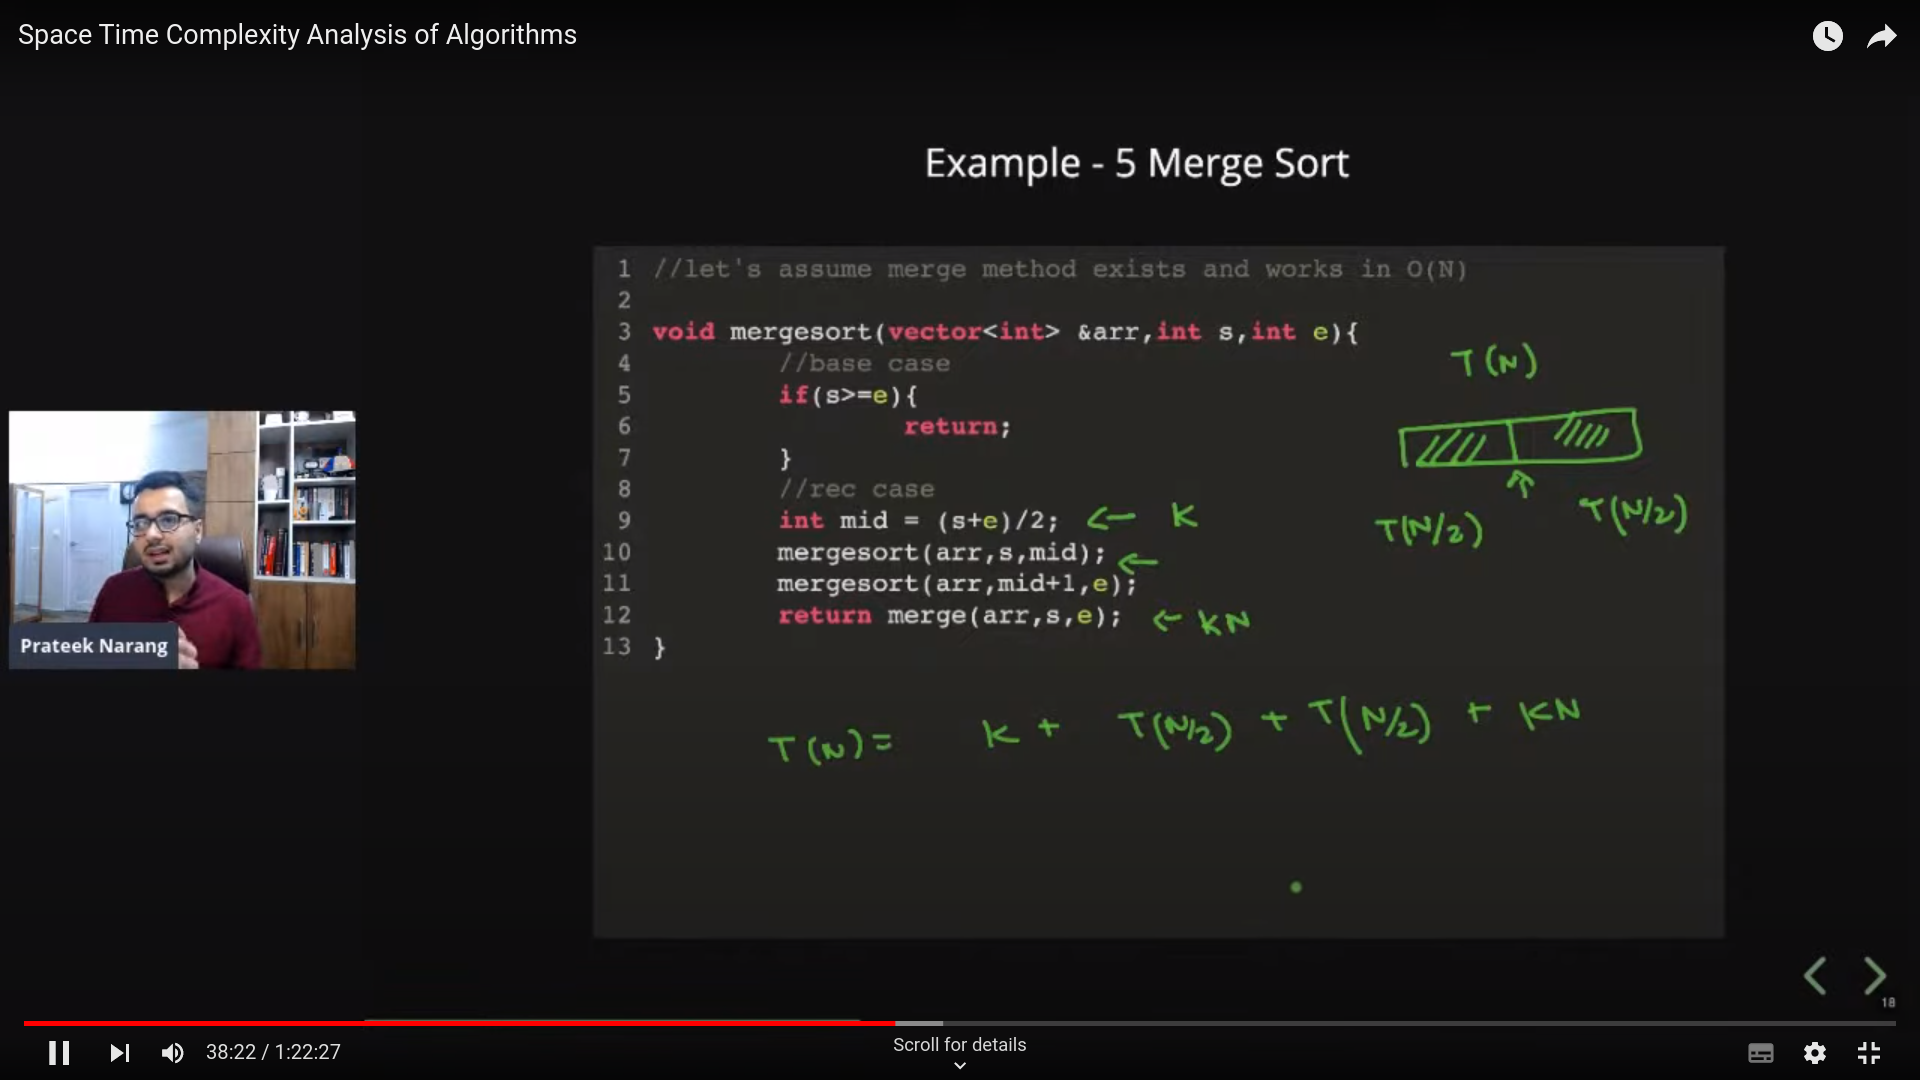 Space Time Complexity Analysis of Algorithms
Example - 5 Merge Sort
1 //let's assume merge method exists and works in O(N)
2
3 void mergesort(vector<int> &arr,int s,int e){
4 //base case
5 if(s>=e){
6 return;
7 }
8 //rec case
9 int mid = (s+e)/2; ← K
10 mergesort(arr,s,mid); ←
11 mergesort(arr,mid+1,e);
12 return merge(arr,s,e); ← KN
13 }
T(N)
T(N/2) T(N/2)
T(N) = K + T(N/2) + T(N/2) + KN
Prateek Narang
18
38:22 / 1:22:27
Scroll for details